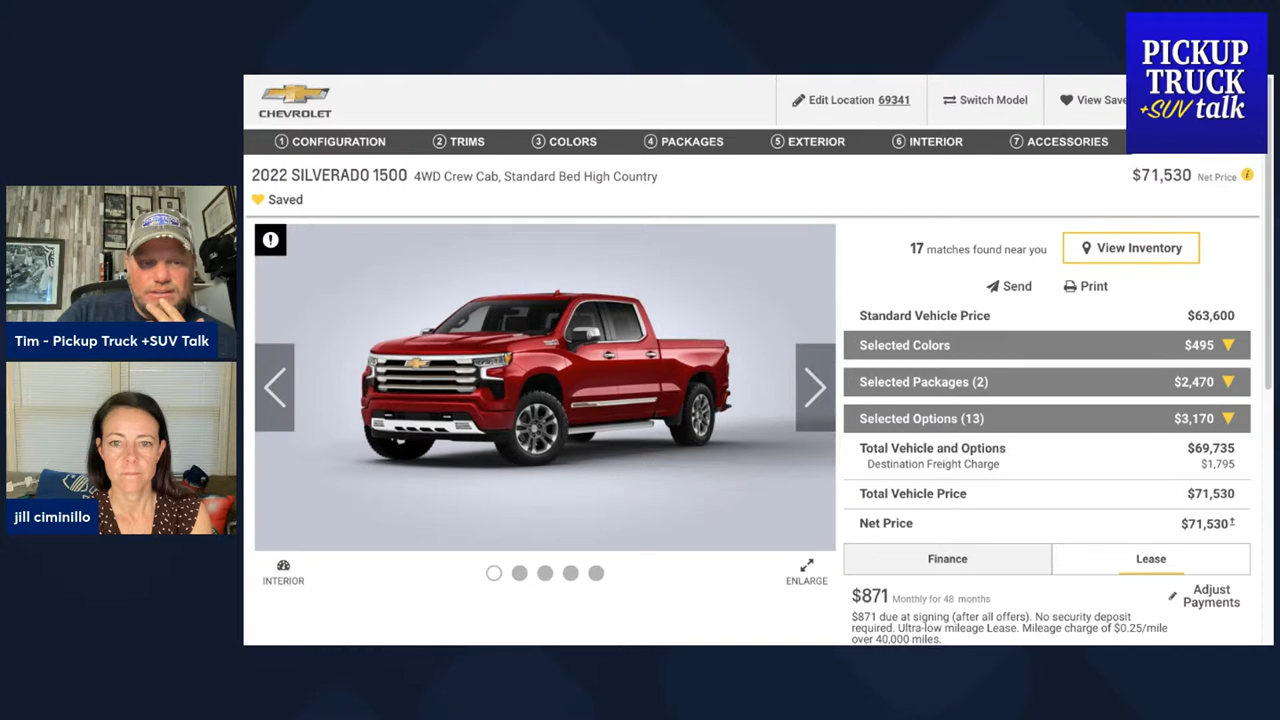 PICKUP
TRUCK
+SUV talk
CHEVROLET
Edit Location 69341
Switch Model
View Save
1 CONFIGURATION
2 TRIMS
3 COLORS
4 PACKAGES
5 EXTERIOR
6 INTERIOR
7 ACCESSORIES
2022 SILVERADO 1500 4WD Crew Cab, Standard Bed High Country
$71,530 Net Price i
Saved
17 matches found near you
View Inventory
Send
Print
Standard Vehicle Price $63,600
Selected Colors $495
Selected Packages (2) $2,470
Selected Options (13) $3,170
Total Vehicle and Options $69,735
Destination Freight Charge $1,795
Total Vehicle Price $71,530
Net Price $71,530‡
Finance
Lease
$871 Monthly for 48 months
Adjust
Payments
$871 due at signing (after all offers). No security deposit
required. Ultra-low mileage Lease. Mileage charge of $0.25/mile
over 40,000 miles.
INTERIOR
ENLARGE
Tim - Pickup Truck +SUV Talk
jill ciminillo